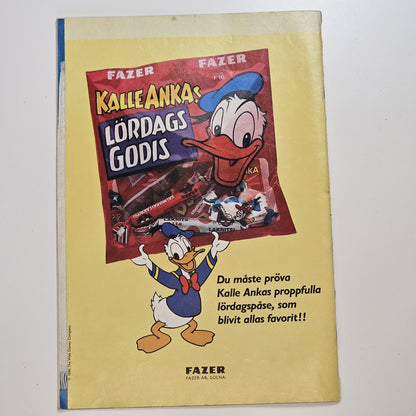 FAZER
FAZER
F16
KALLE ANKAS
LÖRDAGS
GODIS
Du måste pröva
Kalle Ankas proppfulla
lördagspåse, som
blivit allas favorit!!
FAZER
FAZER AB, SOLNA